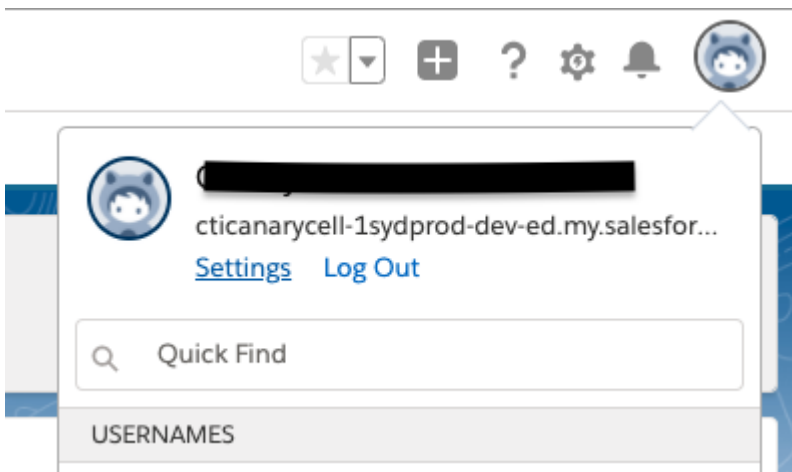 cticanarycell-1sydprod-dev-ed.my.salesfor...
Settings Log Out
Quick Find
USERNAMES